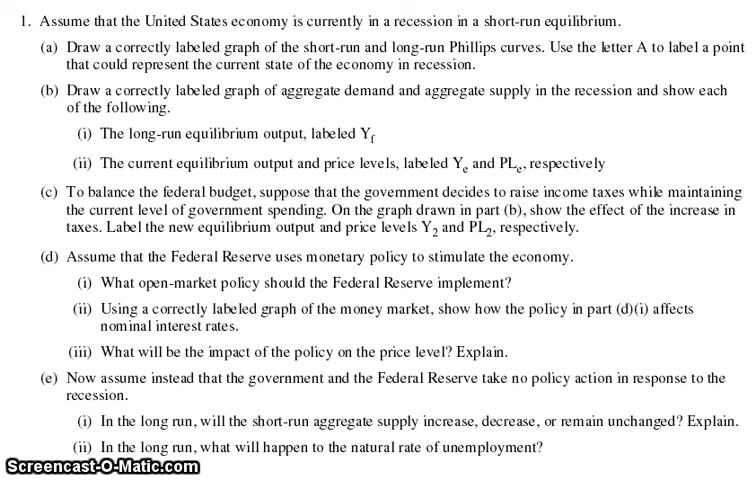 1. Assume that the United States economy is currently in a recession in a short-run equilibrium.
(a) Draw a correctly labeled graph of the short-run and long-run Phillips curves. Use the letter A to label a point
that could represent the current state of the economy in recession.
(b) Draw a correctly labeled graph of aggregate demand and aggregate supply in the recession and show each
of the following.
(i) The long-run equilibrium output, labeled Yf
(ii) The current equilibrium output and price levels, labeled Ye and PLe, respectively
(c) To balance the federal budget, suppose that the government decides to raise income taxes while maintaining
the current level of government spending. On the graph drawn in part (b), show the effect of the increase in
taxes. Label the new equilibrium output and price levels Y2 and PL2, respectively.
(d) Assume that the Federal Reserve uses monetary policy to stimulate the economy.
(i) What open-market policy should the Federal Reserve implement?
(ii) Using a correctly labeled graph of the money market, show how the policy in part (d)(i) affects
nominal interest rates.
(iii) What will be the impact of the policy on the price level? Explain.
(e) Now assume instead that the government and the Federal Reserve take no policy action in response to the
recession.
(i) In the long run, will the short-run aggregate supply increase, decrease, or remain unchanged? Explain.
(ii) In the long run, what will happen to the natural rate of unemployment?
Screencast-O-Matic.com